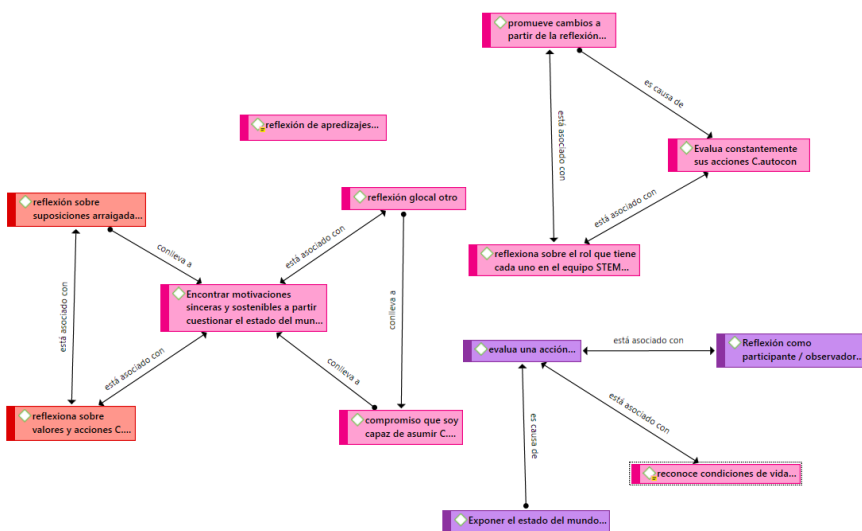 promueve cambios a
partir de la reflexión...
es causa de
está asociado con
reflexión de apredizajes...
Evalua constantemente
sus acciones C.autocon
reflexión sobre
suposiciones arraigada...
reflexión glocal otro
está asociado con
conlleva a
está asociado con
reflexiona sobre el rol que tiene
cada uno en el equipo STEM...
Encontrar motivaciones
sinceras y sostenibles a partir
cuestionar el estado del mun...
conlleva a
está asociado con
está asociado con
evalua una acción...
está asociado con
Reflexión como
participante / observador...
conlleva a
está asociado con
reflexiona sobre
valores y acciones C....
compromiso que soy
capaz de asumir C....
es causa de
reconoce condiciones de vida...
Exponer el estado del mundo...